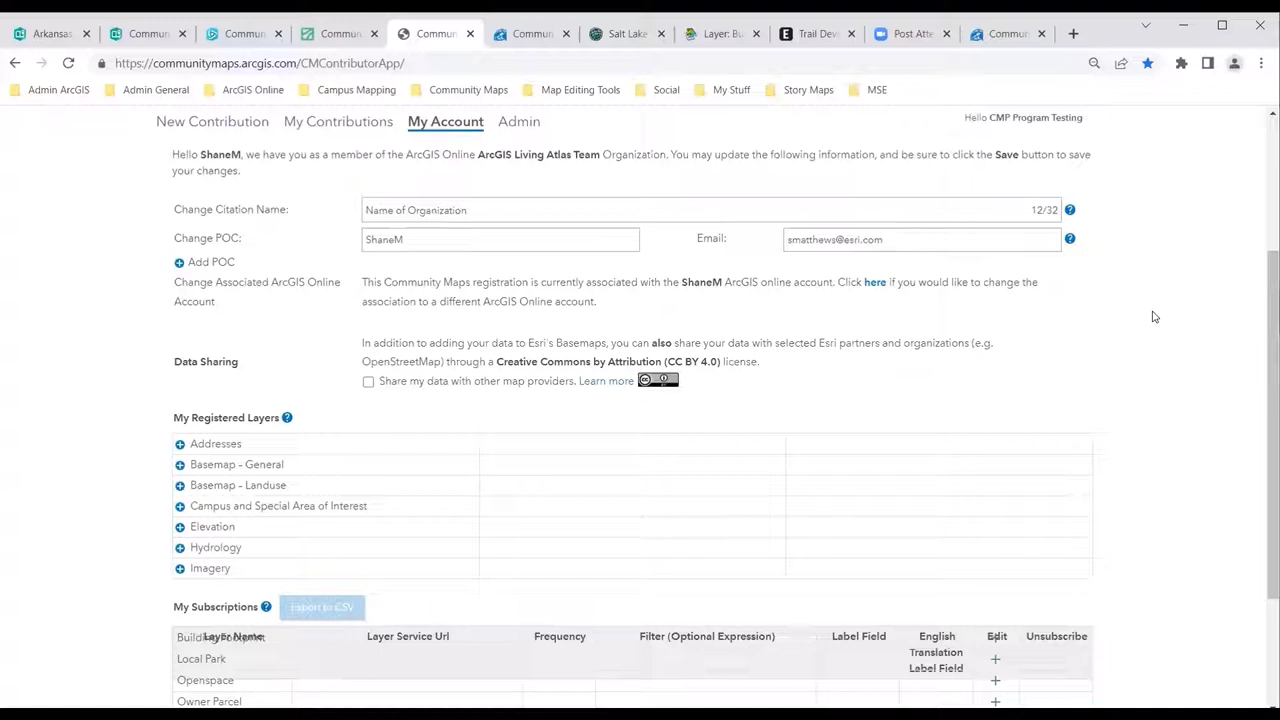 Arkansas
Commun
Commun
Commun
Commun
Commun
Salt Lake
Layer: Bu
Trail Dev
Post Atte
Commun
https://communitymaps.arcgis.com/CMContributorApp/
Admin ArcGIS
Admin General
ArcGIS Online
Campus Mapping
Community Maps
Map Editing Tools
Social
My Stuff
Story Maps
MSE
New Contribution
My Contributions
My Account
Admin
Hello CMP Program Testing
Hello ShaneM, we have you as a member of the ArcGIS Online ArcGIS Living Atlas Team Organization. You may update the following information, and be sure to click the Save button to save
your changes.
Change Citation Name:
Name of Organization
12/32
Change POC:
ShaneM
Email:
smatthews@esri.com
Add POC
Change Associated ArcGIS Online
Account
This Community Maps registration is currently associated with the ShaneM ArcGIS online account. Click here if you would like to change the
association to a different ArcGIS Online account.
Data Sharing
In addition to adding your data to Esri's Basemaps, you can also share your data with selected Esri partners and organizations (e.g.
OpenStreetMap) through a Creative Commons by Attribution (CC BY 4.0) license.
Share my data with other map providers. Learn more
My Registered Layers
Addresses
Basemap - General
Basemap - Landuse
Campus and Special Area of Interest
Elevation
Hydrology
Imagery
My Subscriptions
Export to CSV
Layer Name
Layer Service Url
Frequency
Filter (Optional Expression)
Label Field
English
Translation
Label Field
Edit
Unsubscribe
Building Footprint
Local Park
Openspace
Owner Parcel